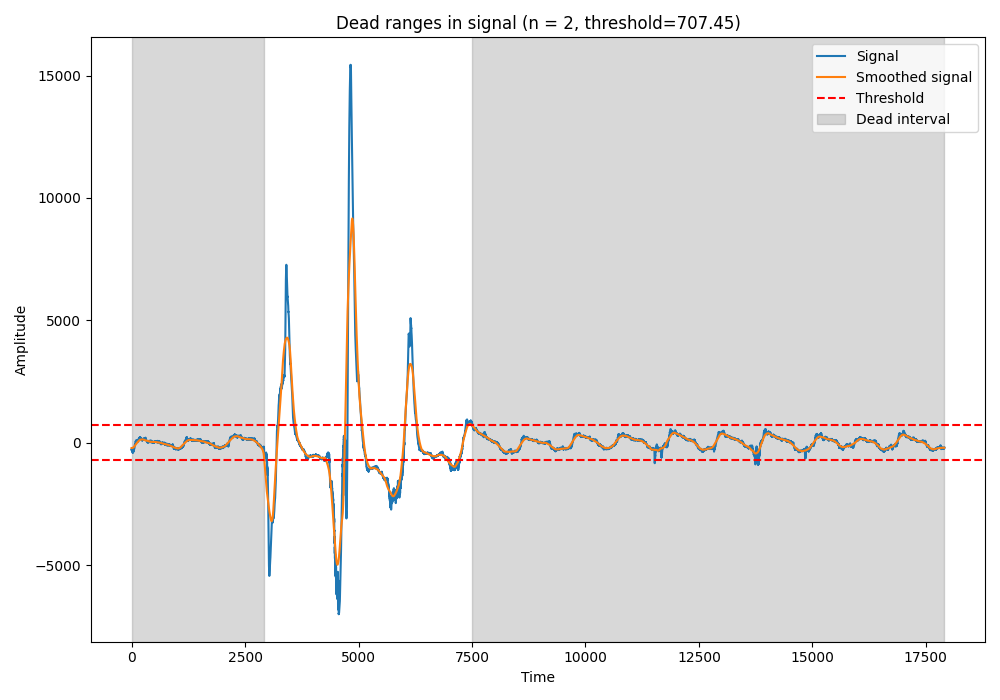 Dead ranges in signal (n = 2, threshold=707.45)
Signal
Smoothed signal
Threshold
Dead interval
Amplitude
15000
10000
5000
0
−5000
0 2500 5000 7500 10000 12500 15000 17500
Time